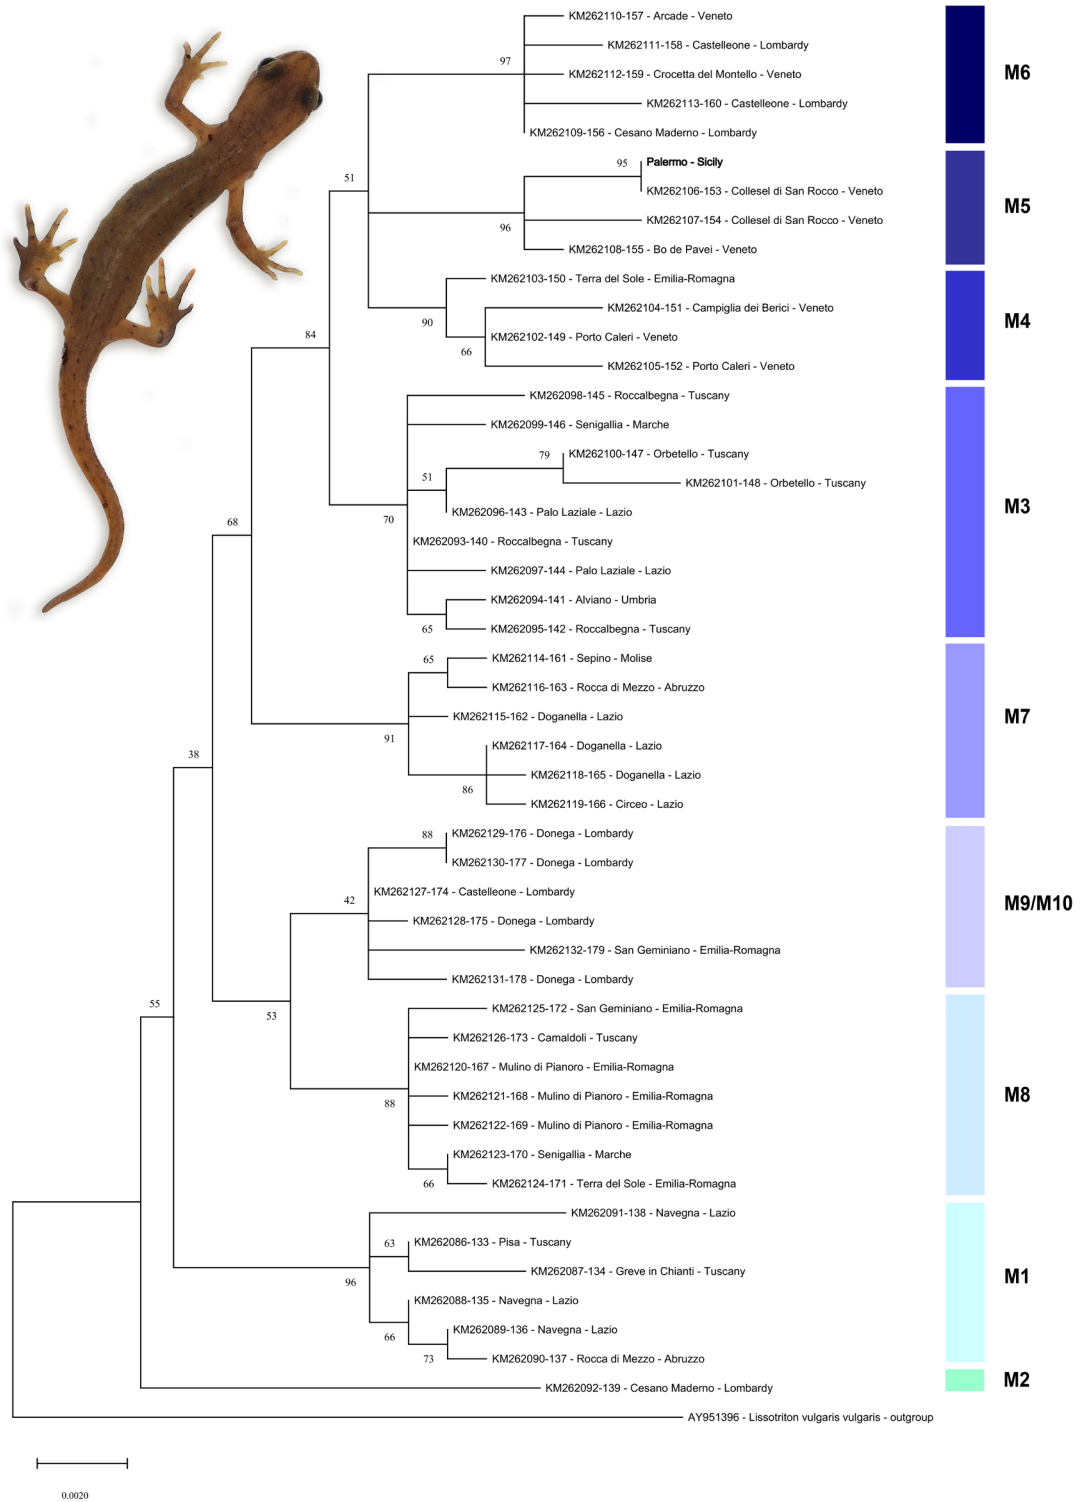 KM262110-157 - Arcade - Veneto
KM262111-158 - Castelleone - Lombardy
97
KM262112-159 - Crocetta del Montello - Veneto
M6
KM262113-160 - Castelleone - Lombardy
KM262109-156 - Cesano Maderno - Lombardy
95
Palermo - Sicily
51
KM262106-153 - Collesel di San Rocco - Veneto
M5
KM262107-154 - Collesel di San Rocco - Veneto
96
KM262108-155 - Bo de Pavei - Veneto
KM262103-150 - Terra del Sole - Emilia-Romagna
KM262104-151 - Campiglia dei Berici - Veneto
90
M4
84
KM262102-149 - Porto Caleri - Veneto
66
KM262105-152 - Porto Caleri - Veneto
KM262098-145 - Roccalbegna - Tuscany
KM262099-146 - Senigallia - Marche
79
KM262100-147 - Orbetello - Tuscany
51
KM262101-148 - Orbetello - Tuscany
M3
KM262096-143 - Palo Laziale - Lazio
70
68
KM262093-140 - Roccalbegna - Tuscany
KM262097-144 - Palo Laziale - Lazio
KM262094-141 - Alviano - Umbria
65
KM262095-142 - Roccalbegna - Tuscany
65
KM262114-161 - Sepino - Molise
KM262116-163 - Rocca di Mezzo - Abruzzo
KM262115-162 - Doganella - Lazio
M7
91
KM262117-164 - Doganella - Lazio
38
KM262118-165 - Doganella - Lazio
86
KM262119-166 - Circeo - Lazio
88
KM262129-176 - Donega - Lombardy
KM262130-177 - Donega - Lombardy
KM262127-174 - Castelleone - Lombardy
42
M9/M10
KM262128-175 - Donega - Lombardy
KM262132-179 - San Geminiano - Emilia-Romagna
KM262131-178 - Donega - Lombardy
55
53
KM262125-172 - San Geminiano - Emilia-Romagna
KM262126-173 - Camaldoli - Tuscany
KM262120-167 - Mulino di Pianoro - Emilia-Romagna
M8
88
KM262121-168 - Mulino di Pianoro - Emilia-Romagna
KM262122-169 - Mulino di Pianoro - Emilia-Romagna
KM262123-170 - Senigallia - Marche
66
KM262124-171 - Terra del Sole - Emilia-Romagna
KM262091-138 - Navegna - Lazio
63
KM262086-133 - Pisa - Tuscany
KM262087-134 - Greve in Chianti - Tuscany
M1
96
KM262088-135 - Navegna - Lazio
66
KM262089-136 - Navegna - Lazio
73
KM262090-137 - Rocca di Mezzo - Abruzzo
KM262092-139 - Cesano Maderno - Lombardy
M2
AY951396 - Lissotriton vulgaris vulgaris - outgroup
0.0020